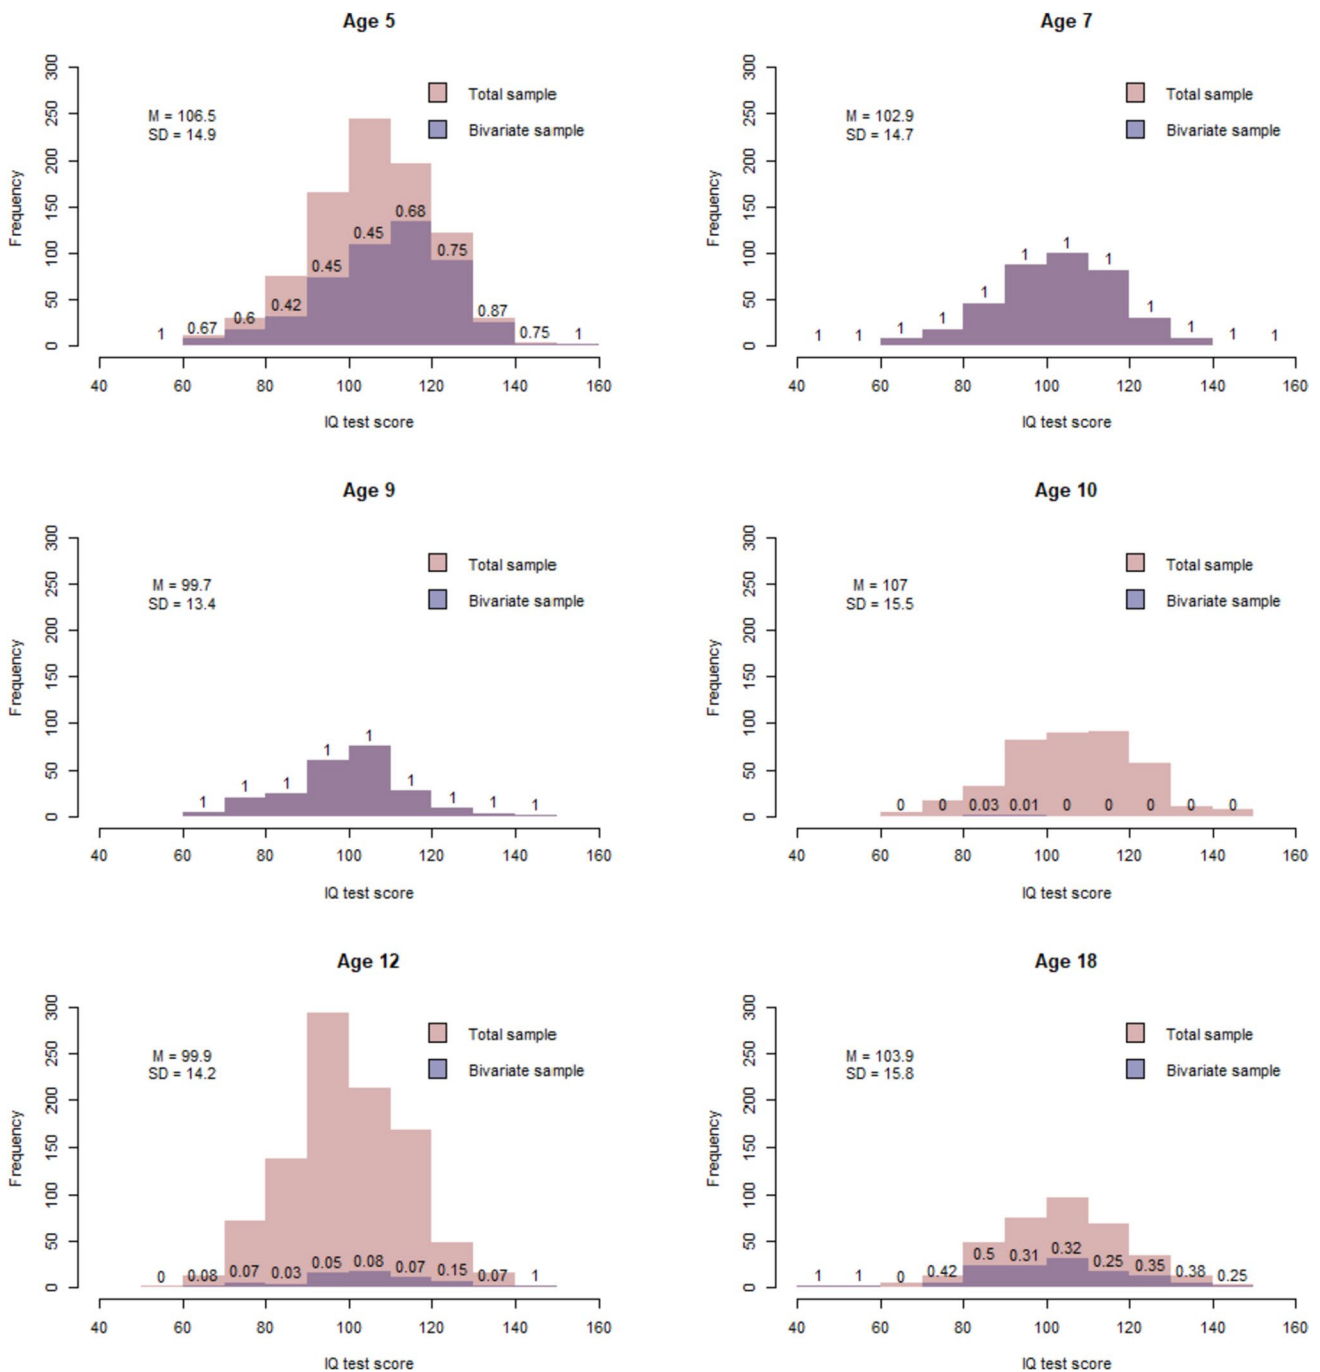 Age 5
300
250
200
150
100
50
0
Frequency
M = 106.5
SD = 14.9
Total sample
Bivariate sample
1
0.67
0.6
0.42
0.45
0.45
0.68
0.75
0.87
0.75
1
40 60 80 100 120 140 160
IQ test score
Age 7
300
250
200
150
100
50
0
Frequency
M = 102.9
SD = 14.7
Total sample
Bivariate sample
1
1
1
1
1
1
1
1
1
1
1
1
40 60 80 100 120 140 160
IQ test score
Age 9
300
250
200
150
100
50
0
Frequency
M = 99.7
SD = 13.4
Total sample
Bivariate sample
1
1
1
1
1
1
1
1
1
40 60 80 100 120 140 160
IQ test score
Age 10
300
250
200
150
100
50
0
Frequency
M = 107
SD = 15.5
Total sample
Bivariate sample
0 0 0.03 0.01 0 0 0 0 0
40 60 80 100 120 140 160
IQ test score
Age 12
300
250
200
150
100
50
0
Frequency
M = 99.9
SD = 14.2
Total sample
Bivariate sample
0 0.08 0.07 0.03 0.05 0.08 0.07 0.15 0.07 1
40 60 80 100 120 140 160
IQ test score
Age 18
300
250
200
150
100
50
0
Frequency
M = 103.9
SD = 15.8
Total sample
Bivariate sample
1 1 0 0.42 0.5 0.31 0.32 0.25 0.35 0.38 0.25
40 60 80 100 120 140 160
IQ test score